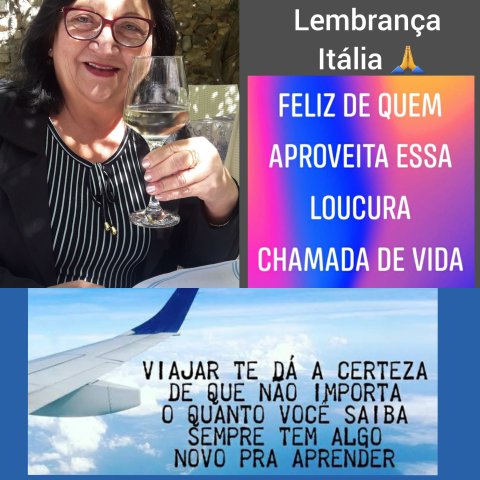 Lembrança
Itália 🙏
FELIZ DE QUEM
APROVEITA ESSA
LOUCURA
CHAMADA DE VIDA
VIAJAR TE DÁ A CERTEZA
DE QUE NÃO IMPORTA
O QUANTO VOCÊ SAIBA
SEMPRE TEM ALGO
NOVO PRA APRENDER